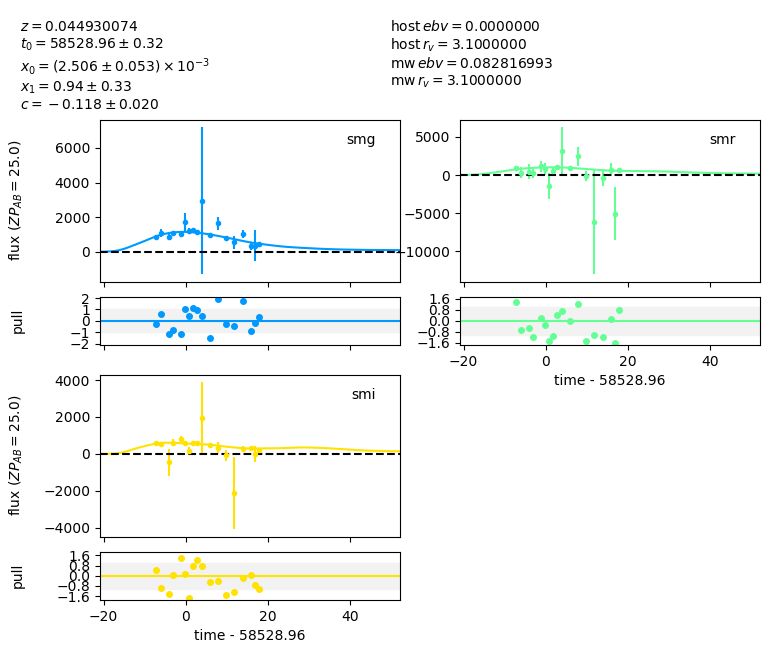 z = 0.044930074
t₀ = 58528.96 ± 0.32
x₀ = (2.506 ± 0.053) × 10⁻³
x₁ = 0.94 ± 0.33
c = −0.118 ± 0.020
host ebv = 0.0000000
host rᵥ = 3.1000000
mw ebv = 0.082816993
mw rᵥ = 3.1000000
smg
flux (ZP_AB = 25.0)
6000
4000
2000
0
smr
5000
0
−5000
−10000
pull
2
1
0
−1
−2
1.6
0.8
0.0
−0.8
−1.6
−20
0
20
40
time - 58528.96
smi
flux (ZP_AB = 25.0)
4000
2000
0
−2000
−4000
pull
1.6
0.8
0.0
−0.8
−1.6
−20
0
20
40
time - 58528.96